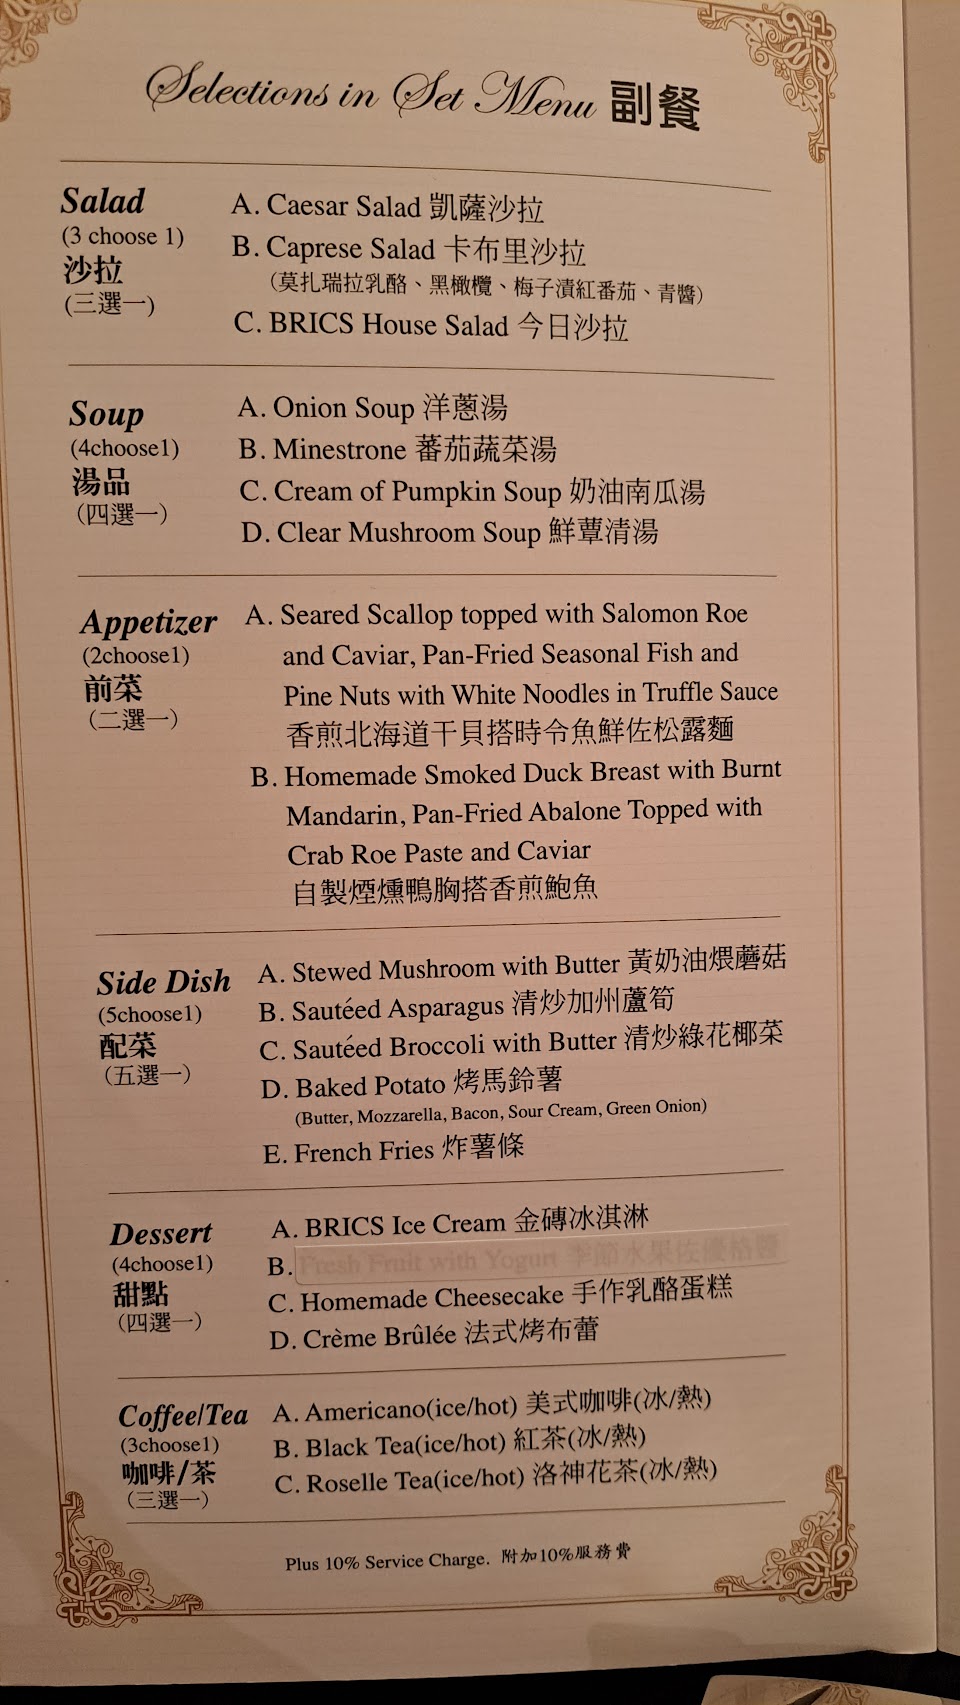 Selections in Set Menu 副餐
Salad
(3 choose 1)
沙拉
(三選一)
A. Caesar Salad 凱薩沙拉
B. Caprese Salad 卡布里沙拉
(莫扎瑞拉乳酪、黑橄欖、梅子漬紅番茄、青醬)
C. BRICS House Salad 今日沙拉
Soup
(4choose1)
湯品
(四選一)
A. Onion Soup 洋蔥湯
B. Minestrone 蕃茄蔬菜湯
C. Cream of Pumpkin Soup 奶油南瓜湯
D. Clear Mushroom Soup 鮮蕈清湯
Appetizer
(2choose1)
前菜
(二選一)
A. Seared Scallop topped with Salomon Roe
and Caviar, Pan-Fried Seasonal Fish and
Pine Nuts with White Noodles in Truffle Sauce
香煎北海道干貝搭時令魚鮮佐松露麵
B. Homemade Smoked Duck Breast with Burnt
Mandarin, Pan-Fried Abalone Topped with
Crab Roe Paste and Caviar
自製煙燻鴨胸搭香煎鮑魚
Side Dish
(5choose1)
配菜
(五選一)
A. Stewed Mushroom with Butter 黃奶油煨蘑菇
B. Sautéed Asparagus 清炒加州蘆筍
C. Sautéed Broccoli with Butter 清炒綠花椰菜
D. Baked Potato 烤馬鈴薯
(Butter, Mozzarella, Bacon, Sour Cream, Green Onion)
E. French Fries 炸薯條
Dessert
(4choose1)
甜點
(四選一)
A. BRICS Ice Cream 金磚冰淇淋
B. Fresh Fruit with Yogurt 季節水果佐優格醬
C. Homemade Cheesecake 手作乳酪蛋糕
D. Crème Brûlée 法式烤布蕾
Coffee/Tea
(3choose1)
咖啡/茶
(三選一)
A. Americano(ice/hot) 美式咖啡(冰/熱)
B. Black Tea(ice/hot) 紅茶(冰/熱)
C. Roselle Tea(ice/hot) 洛神花茶(冰/熱)
Plus 10% Service Charge. 附加10%服務費